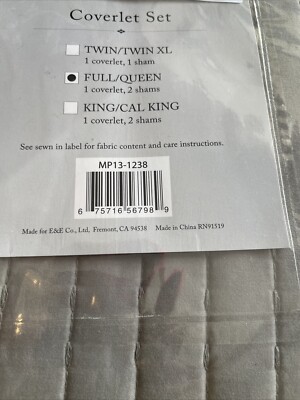 Coverlet Set
TWIN/TWIN XL
1 coverlet, 1 sham
FULL/QUEEN
1 coverlet, 2 shams
KING/CAL KING
1 coverlet, 2 shams
See sewn in label for fabric content and care instructions.
MP13-1238
6 75716 56798 9
Made for E&E Co., Ltd, Fremont, CA 94538 Made in China RN91519